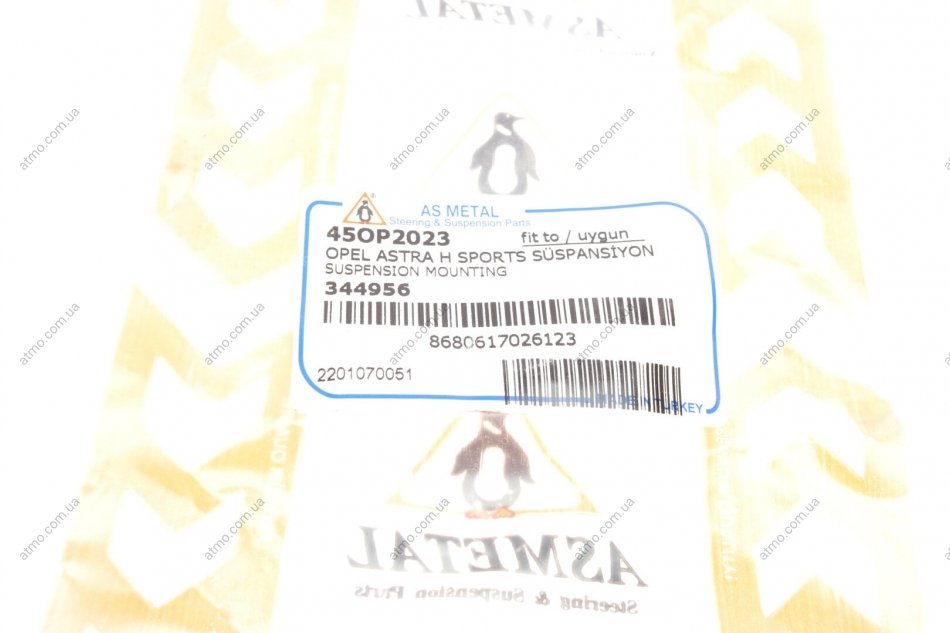 ASMETAL
AS METAL
Steering & Suspension Parts
45OP2023
fit to / uygun
OPEL ASTRA H SPORTS SÜSPANSİYON
SUSPENSION MOUNTING
344956
8680617026123
2201070051
MADE IN TURKEY
ASMETAL
Steering & Suspension Parts
atmo.com.ua